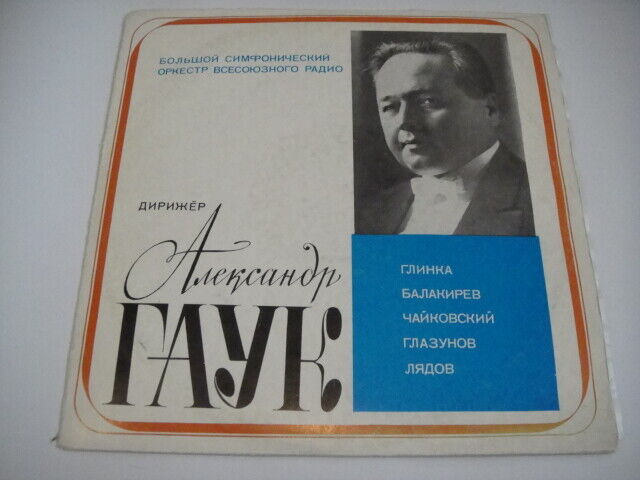 БОЛЬШОЙ СИМФОНИЧЕСКИЙ
ОРКЕСТР ВСЕСОЮЗНОГО РАДИО
ДИРИЖЁР
Александр
ГАУК
ГЛИНКА
БАЛАКИРЕВ
ЧАЙКОВСКИЙ
ГЛАЗУНОВ
ЛЯДОВ